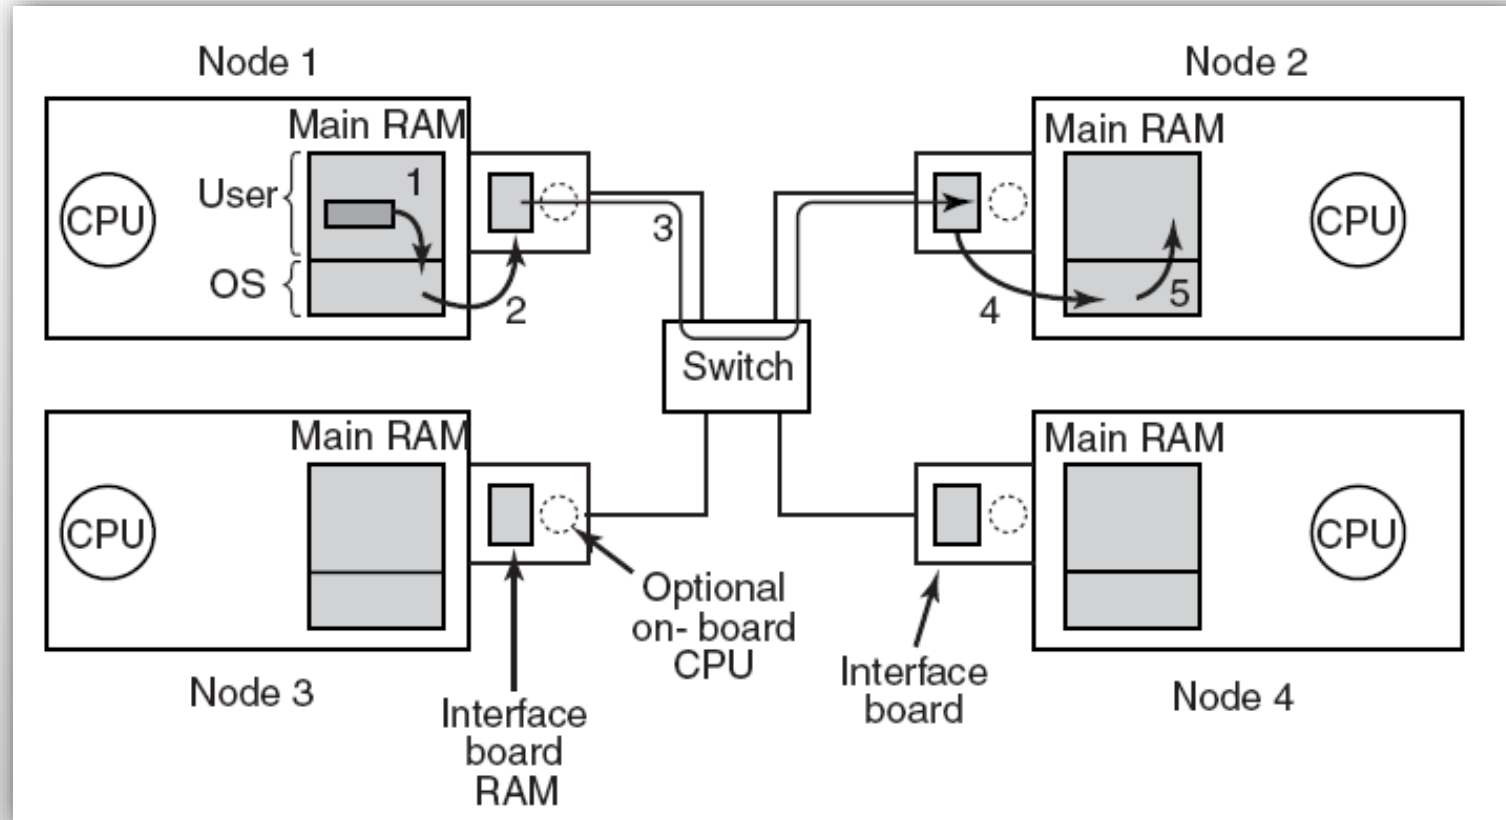 Node 1
Node 2
Main RAM
Main RAM
User
1
CPU
CPU
3
OS
2
4
5
Switch
Main RAM
Main RAM
CPU
CPU
Optional
on- board
CPU
Interface
board
Node 3
Node 4
Interface
board
RAM